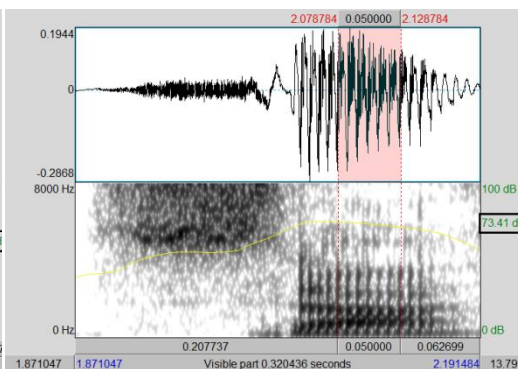 2.078784 0.050000 2.128784
0.1944
0
-0.2868
8000 Hz 100 dB
73.41 d
0 Hz 0 dB
0.207737 0.050000 0.062699
1.871047 1.871047 Visible part 0.320436 seconds 2.191484 13.79